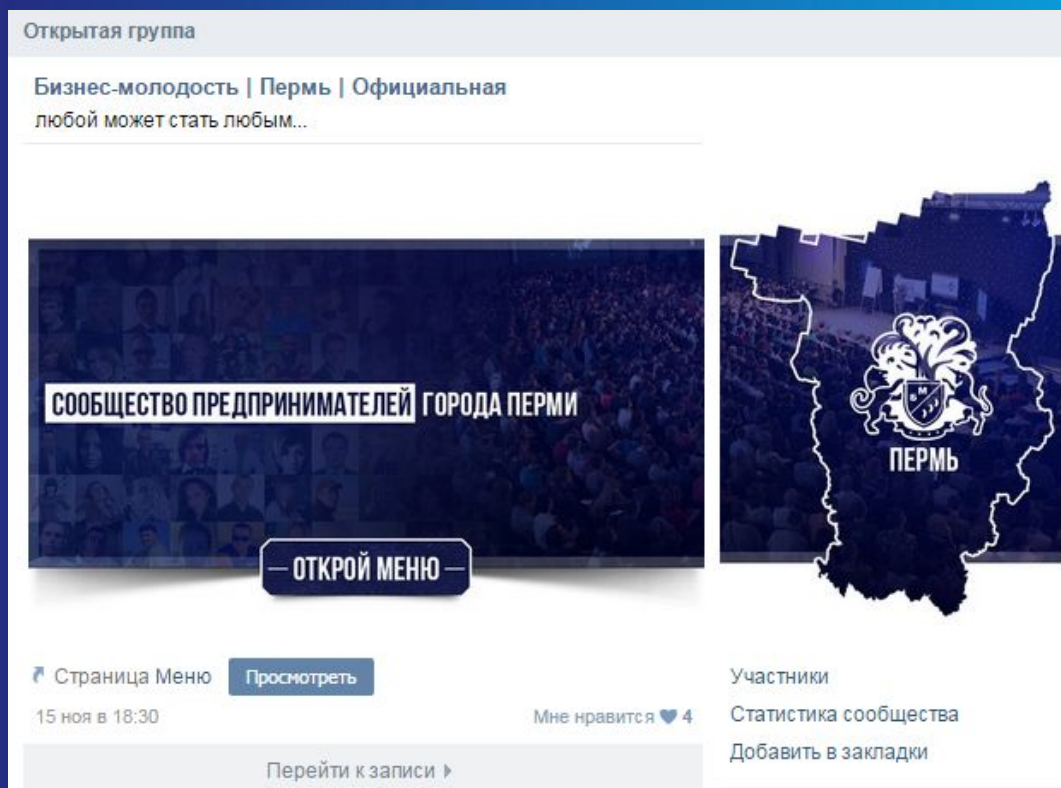 Открытая группа
Бизнес-молодость | Пермь | Официальная
любой может стать любым...
СООБЩЕСТВО ПРЕДПРИНИМАТЕЛЕЙ ГОРОДА ПЕРМИ
ОТКРОЙ МЕНЮ
БМ
ПЕРМЬ
Страница Меню Просмотреть
15 ноя в 18:30 Мне нравится 4
Перейти к записи
Участники
Статистика сообщества
Добавить в закладки